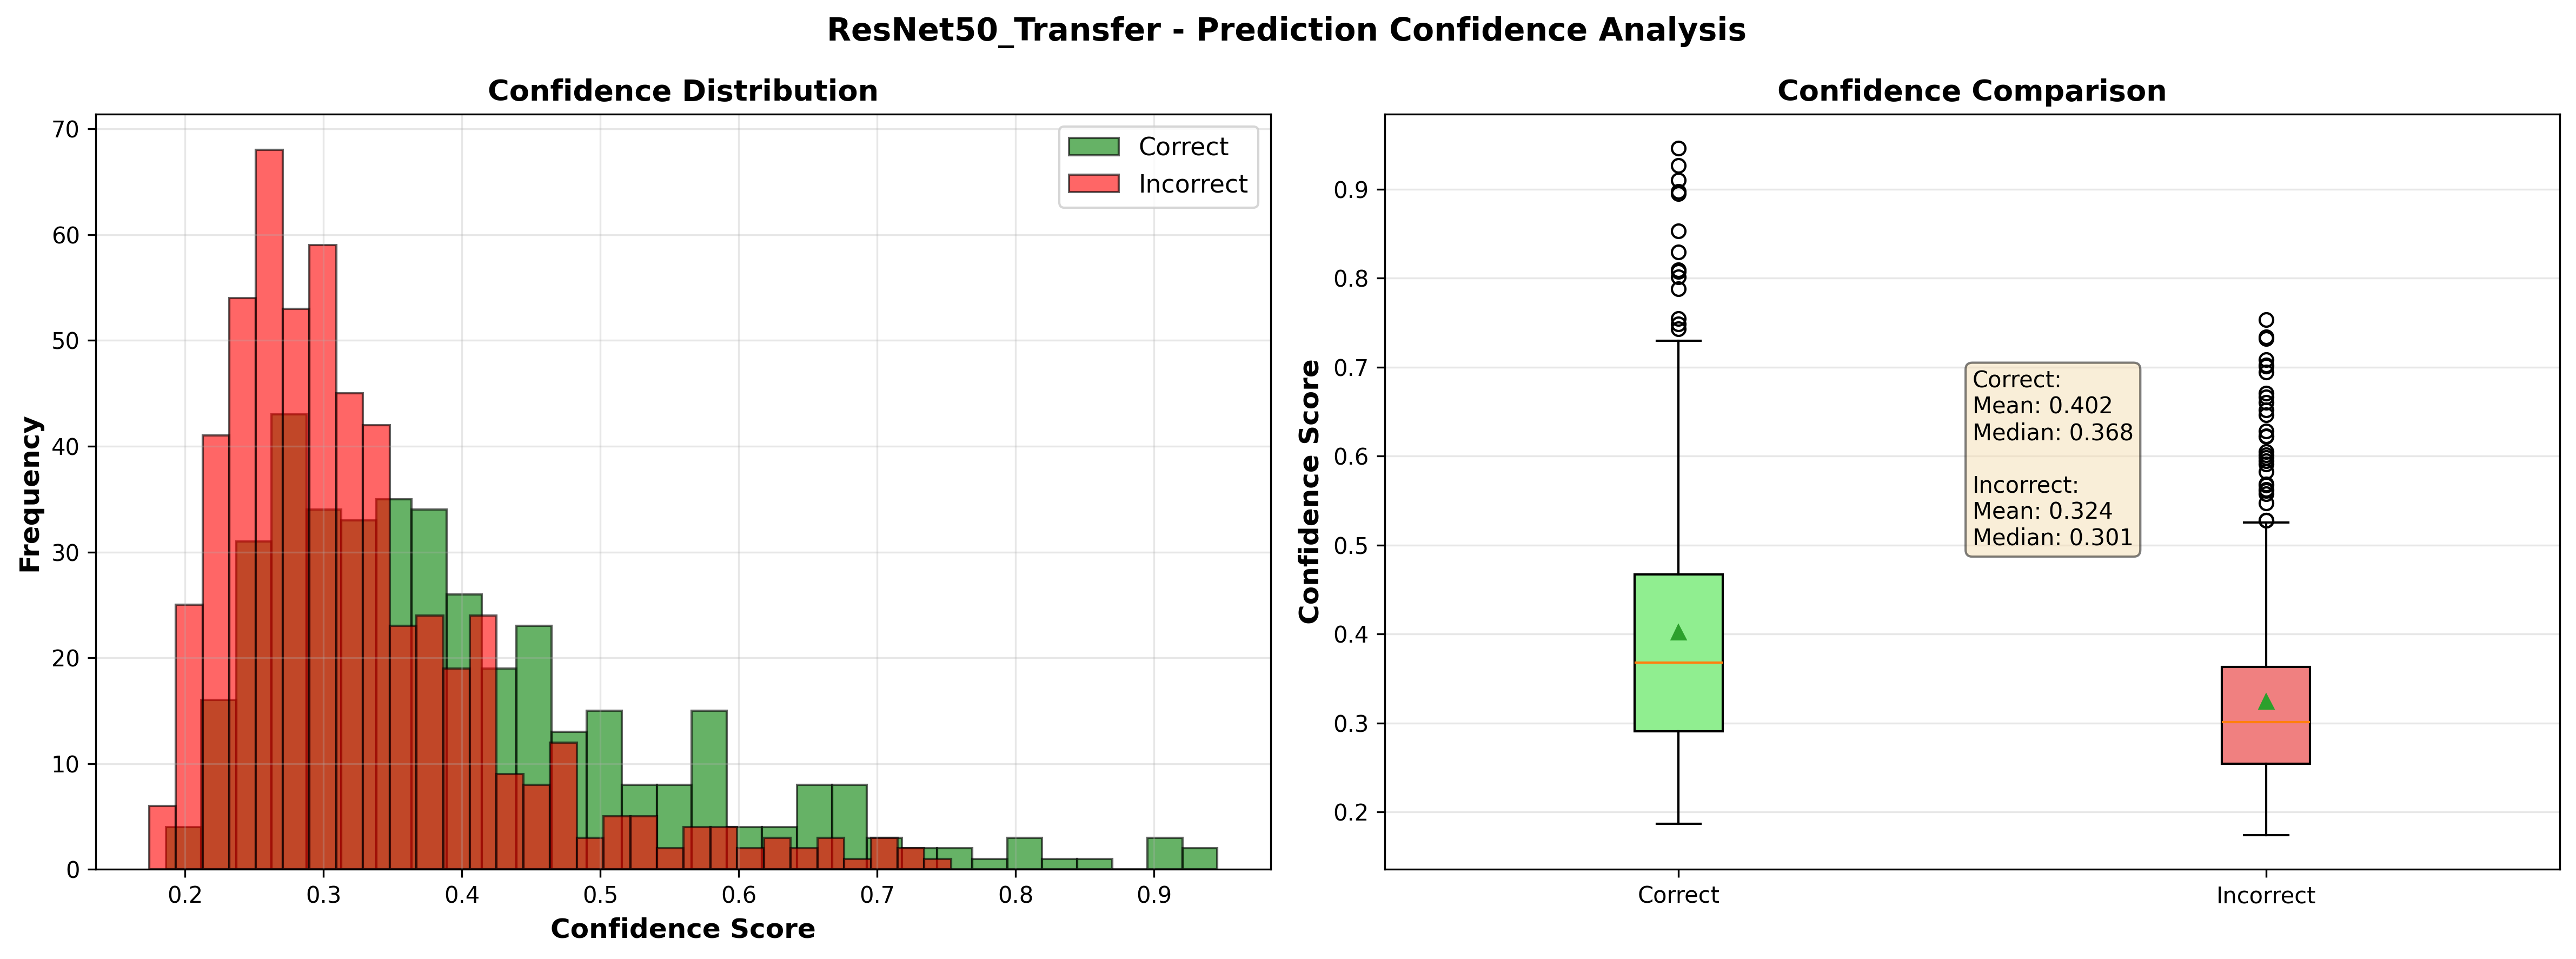 ResNet50_Transfer - Prediction Confidence Analysis
Confidence Distribution
70
60
50
40
30
20
10
0
Frequency
0.2 0.3 0.4 0.5 0.6 0.7 0.8 0.9
Confidence Score
Correct
Incorrect
Confidence Comparison
0.9
0.8
0.7
0.6
0.5
0.4
0.3
0.2
Confidence Score
Correct:
Mean: 0.402
Median: 0.368
Incorrect:
Mean: 0.324
Median: 0.301
Correct Incorrect